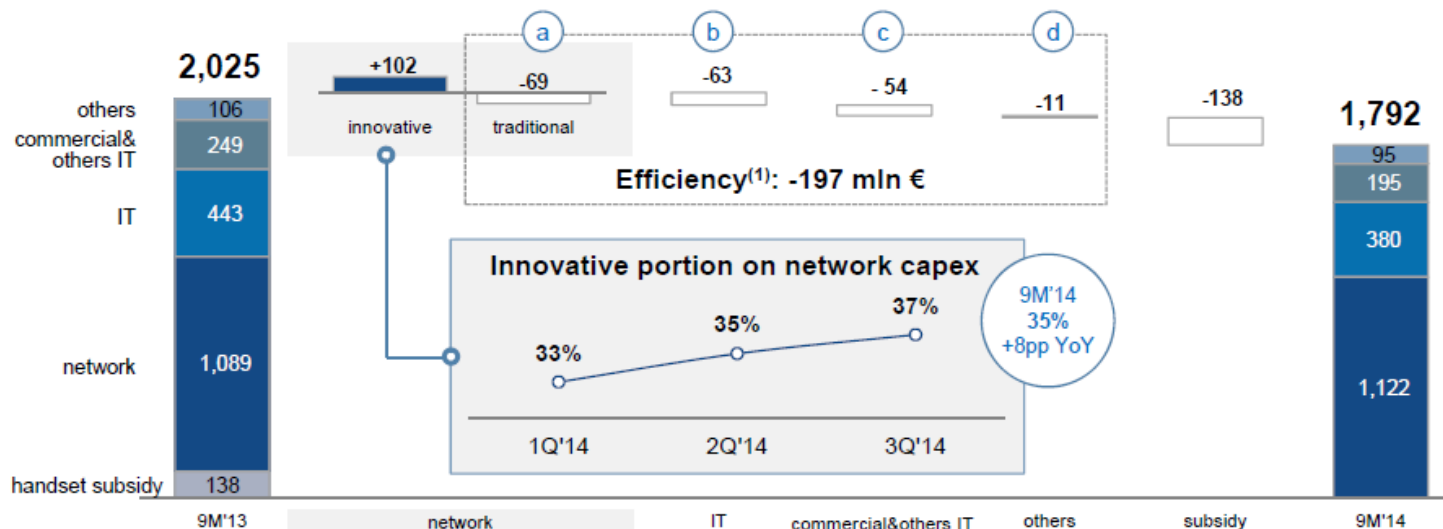 a
b
c
d
2,025
+102
-69
-63
- 54
-11
-138
1,792
others
106
95
innovative
traditional
commercial&
others IT
249
195
Efficiency(1): -197 mln €
IT
443
380
Innovative portion on network capex
9M'14
35%
+8pp YoY
33%
35%
37%
network
1,089
1,122
1Q'14
2Q'14
3Q'14
handset subsidy
138
9M'13
network
IT
commercial&others IT
others
subsidy
9M'14